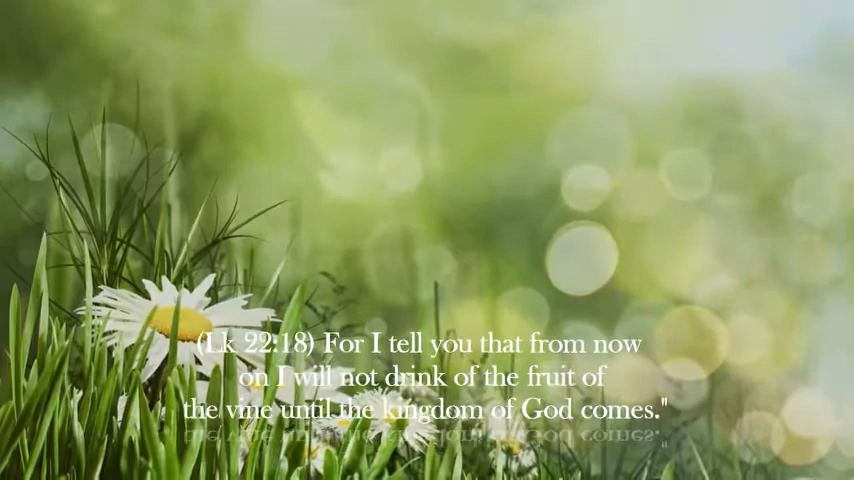 (Lk 22:18) For I tell you that from now
on I will not drink of the fruit of
the vine until the kingdom of God comes."